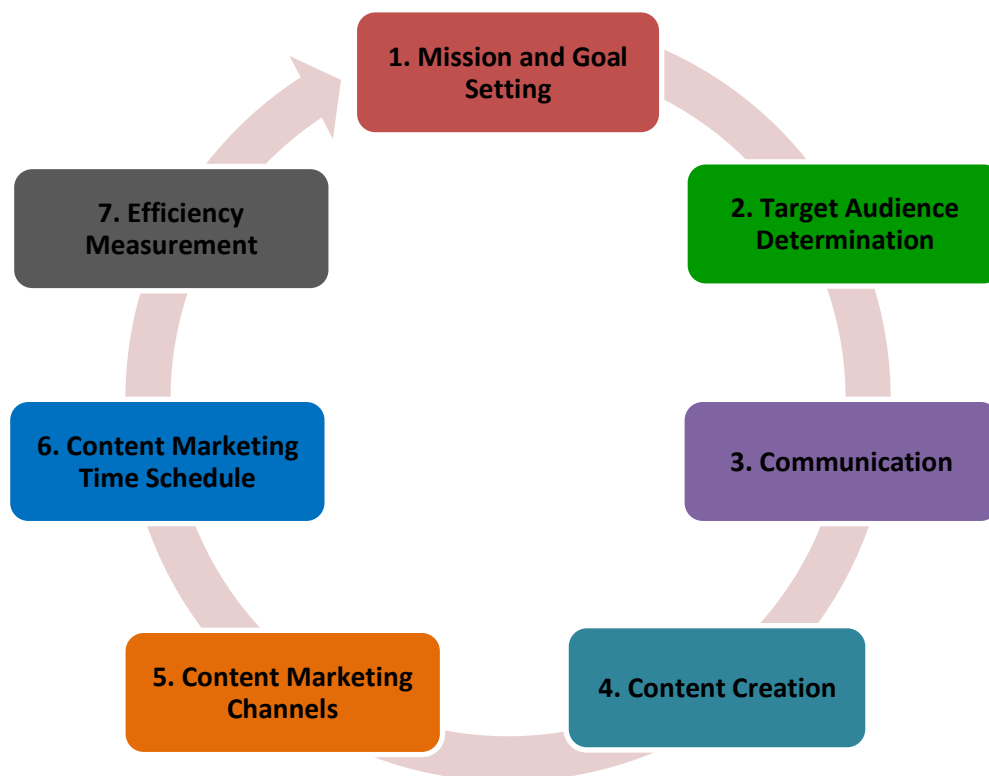 1. Mission and Goal
Setting
2. Target Audience
Determination
3. Communication
4. Content Creation
5. Content Marketing
Channels
6. Content Marketing
Time Schedule
7. Efficiency
Measurement